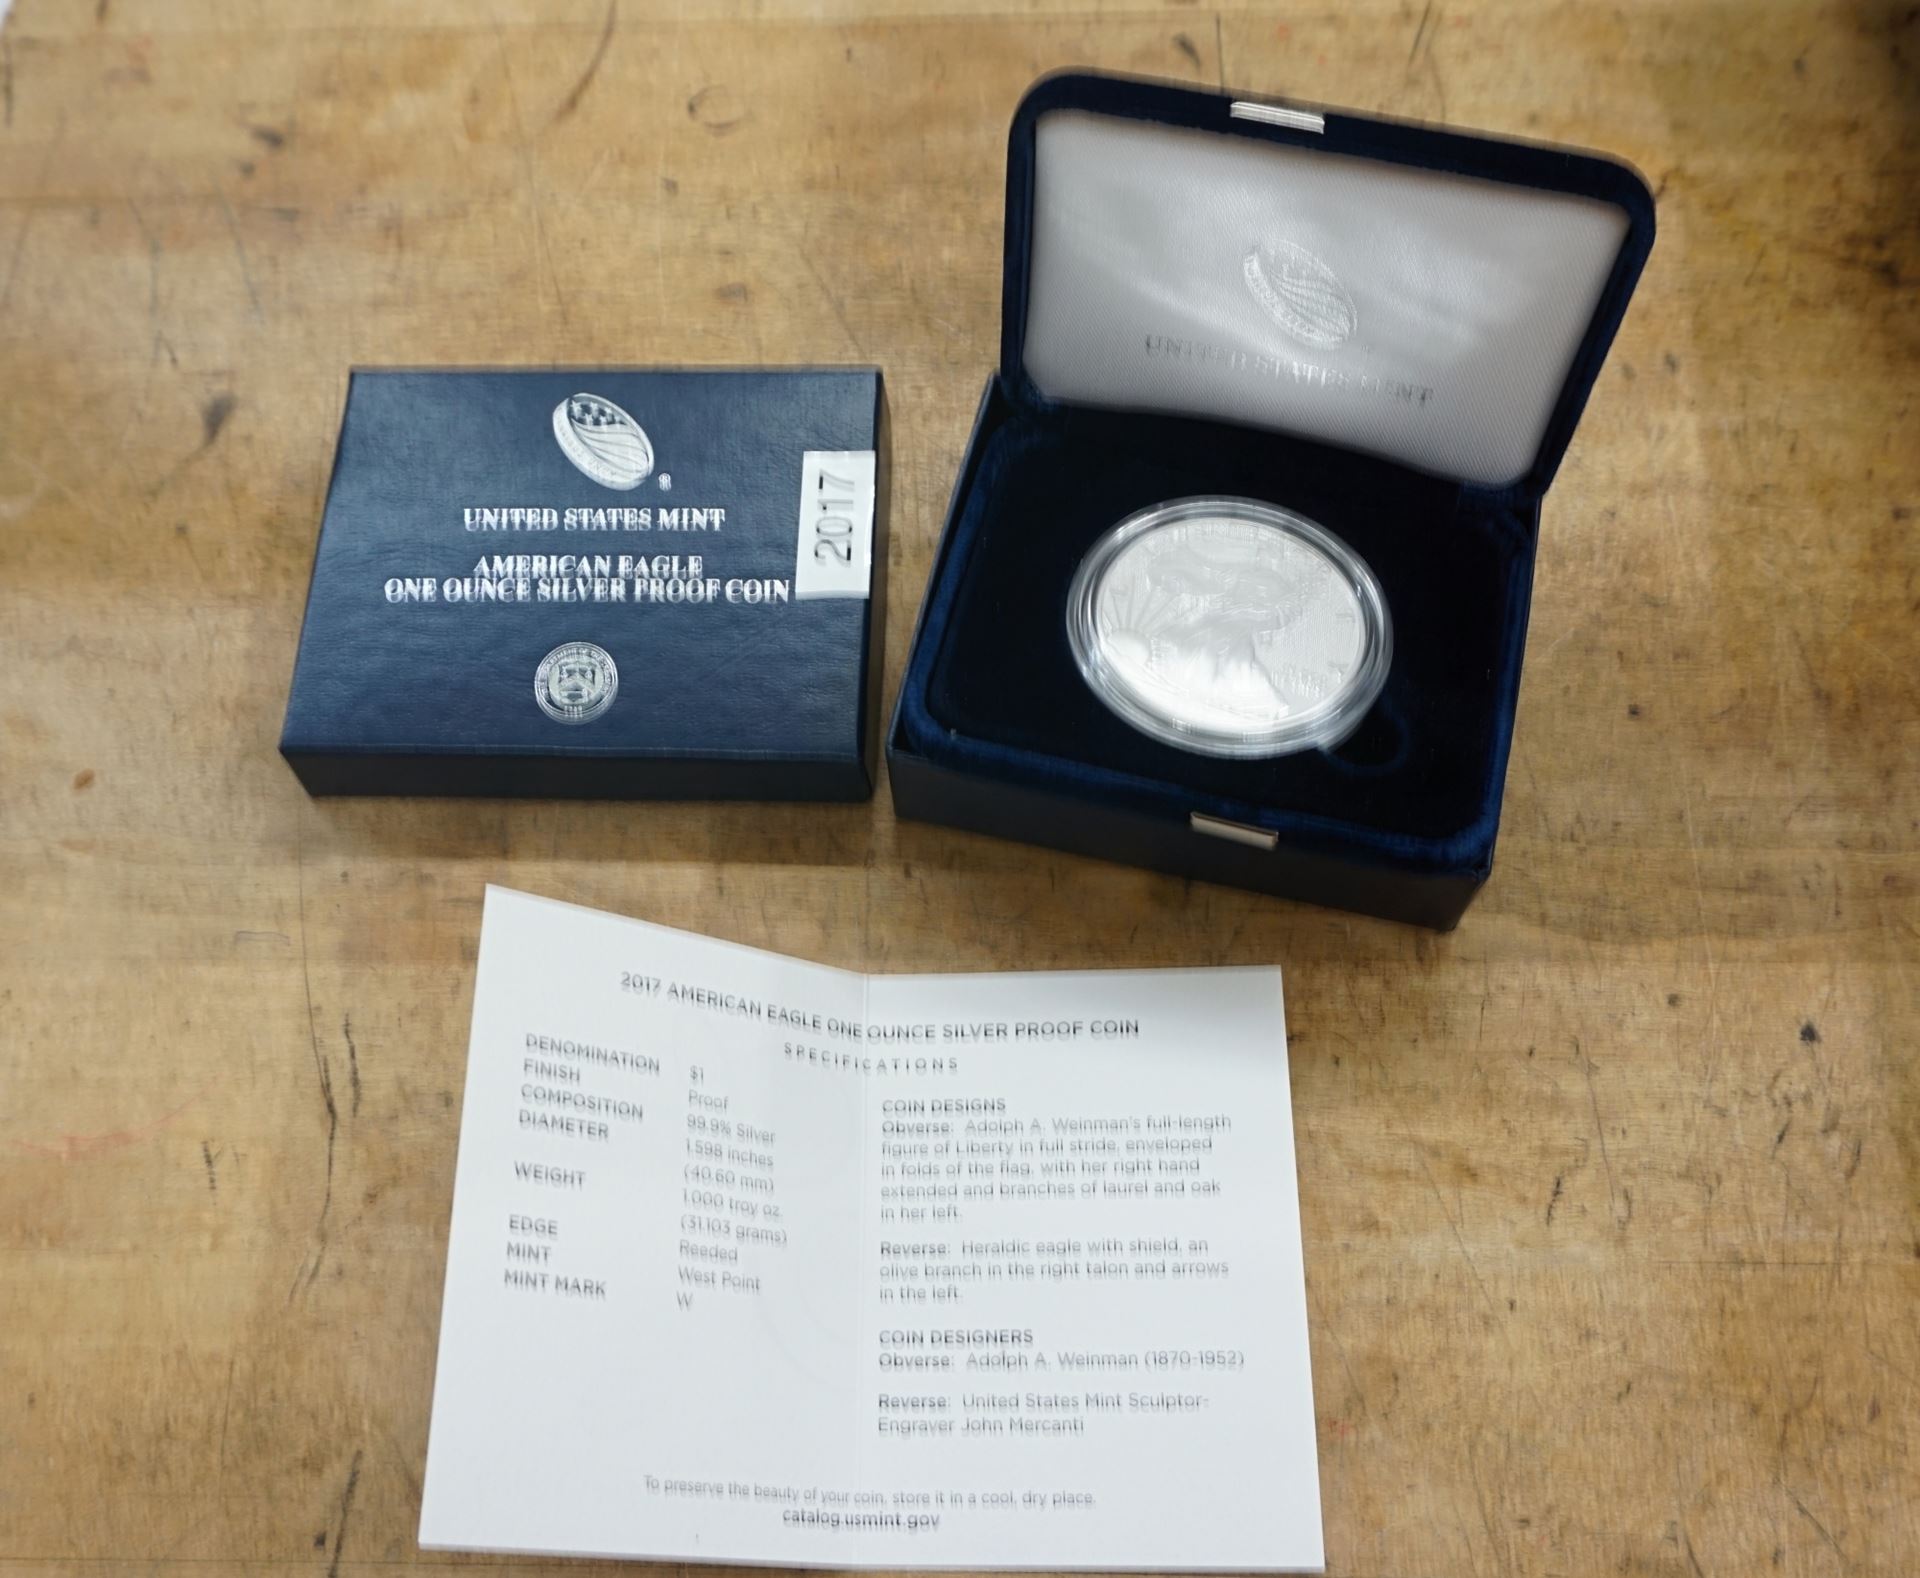 UNITED STATES MINT
AMERICAN EAGLE
ONE OUNCE SILVER PROOF COIN
2017
UNITED STATES MINT
2017 AMERICAN EAGLE ONE OUNCE SILVER PROOF COIN
SPECIFICATIONS
DENOMINATION $1
FINISH Proof
COMPOSITION 99.9% Silver
DIAMETER 1.598 inches
(40.60 mm)
WEIGHT 1.000 troy oz.
(31.103 grams)
EDGE Reeded
MINT West Point
MINT MARK W
COIN DESIGNS
Obverse: Adolph A. Weinman's full-length
figure of Liberty in full stride, enveloped
in folds of the flag, with her right hand
extended and branches of laurel and oak
in her left.
Reverse: Heraldic eagle with shield, an
olive branch in the right talon and arrows
in the left.
COIN DESIGNERS
Obverse: Adolph A. Weinman (1870-1952)
Reverse: United States Mint Sculptor-
Engraver John Mercanti
To preserve the beauty of your coin, store it in a cool, dry place.
catalog.usmint.gov